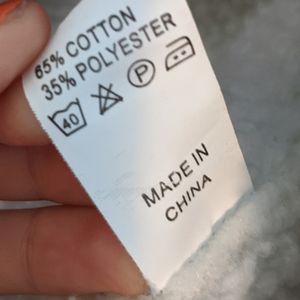 65% COTTON
35% POLYESTER
40 P
MADE IN
CHINA